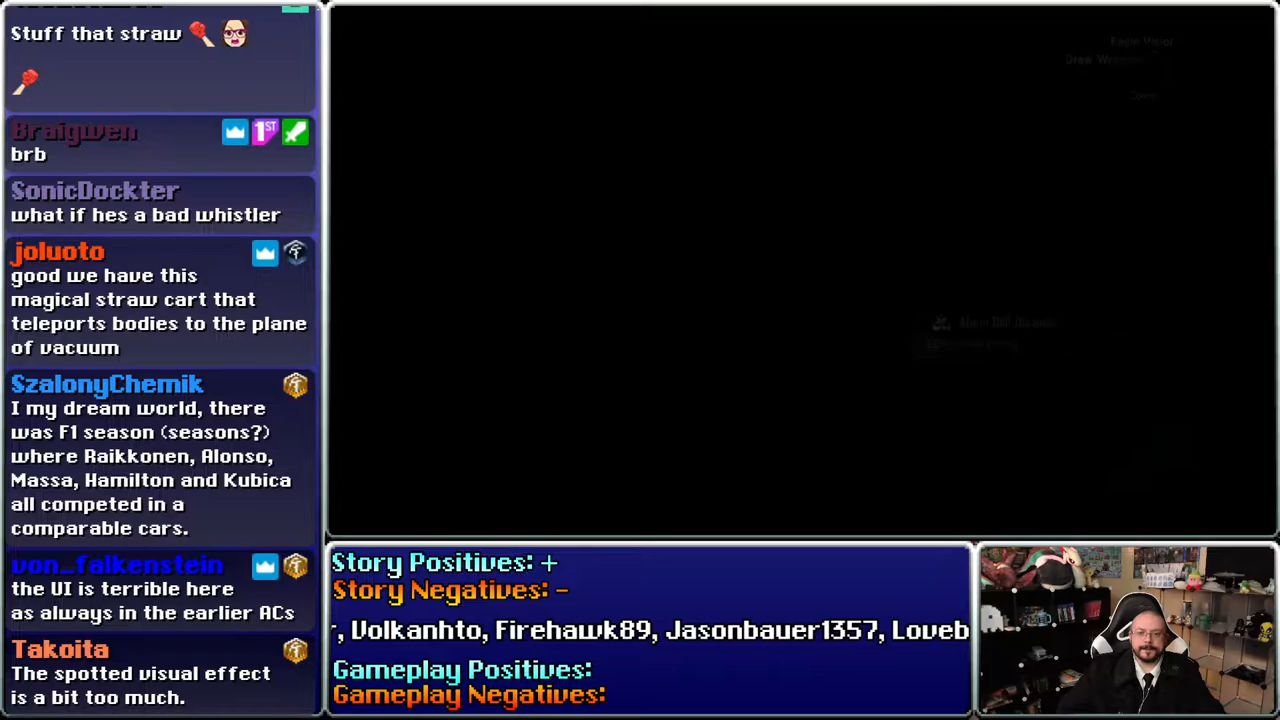 Stuff that straw
Braigwen
1ST
brb
SonicDockter
what if hes a bad whistler
joluoto
good we have this
magical straw cart that
teleports bodies to the plane
of vacuum
SzalonyChemik
I my dream world, there
was F1 season (seasons?)
where Raikkonen, Alonso,
Massa, Hamilton and Kubica
all competed in a
comparable cars.
von_falkenstein
the UI is terrible here
as always in the earlier ACs
Takoita
The spotted visual effect
is a bit too much.
Eagle Vision
Draw
Story Positives: +
Story Negatives: -
, Volkanhto, Firehawk89, Jasonbauer1357, Loveb
Gameplay Positives:
Gameplay Negatives: